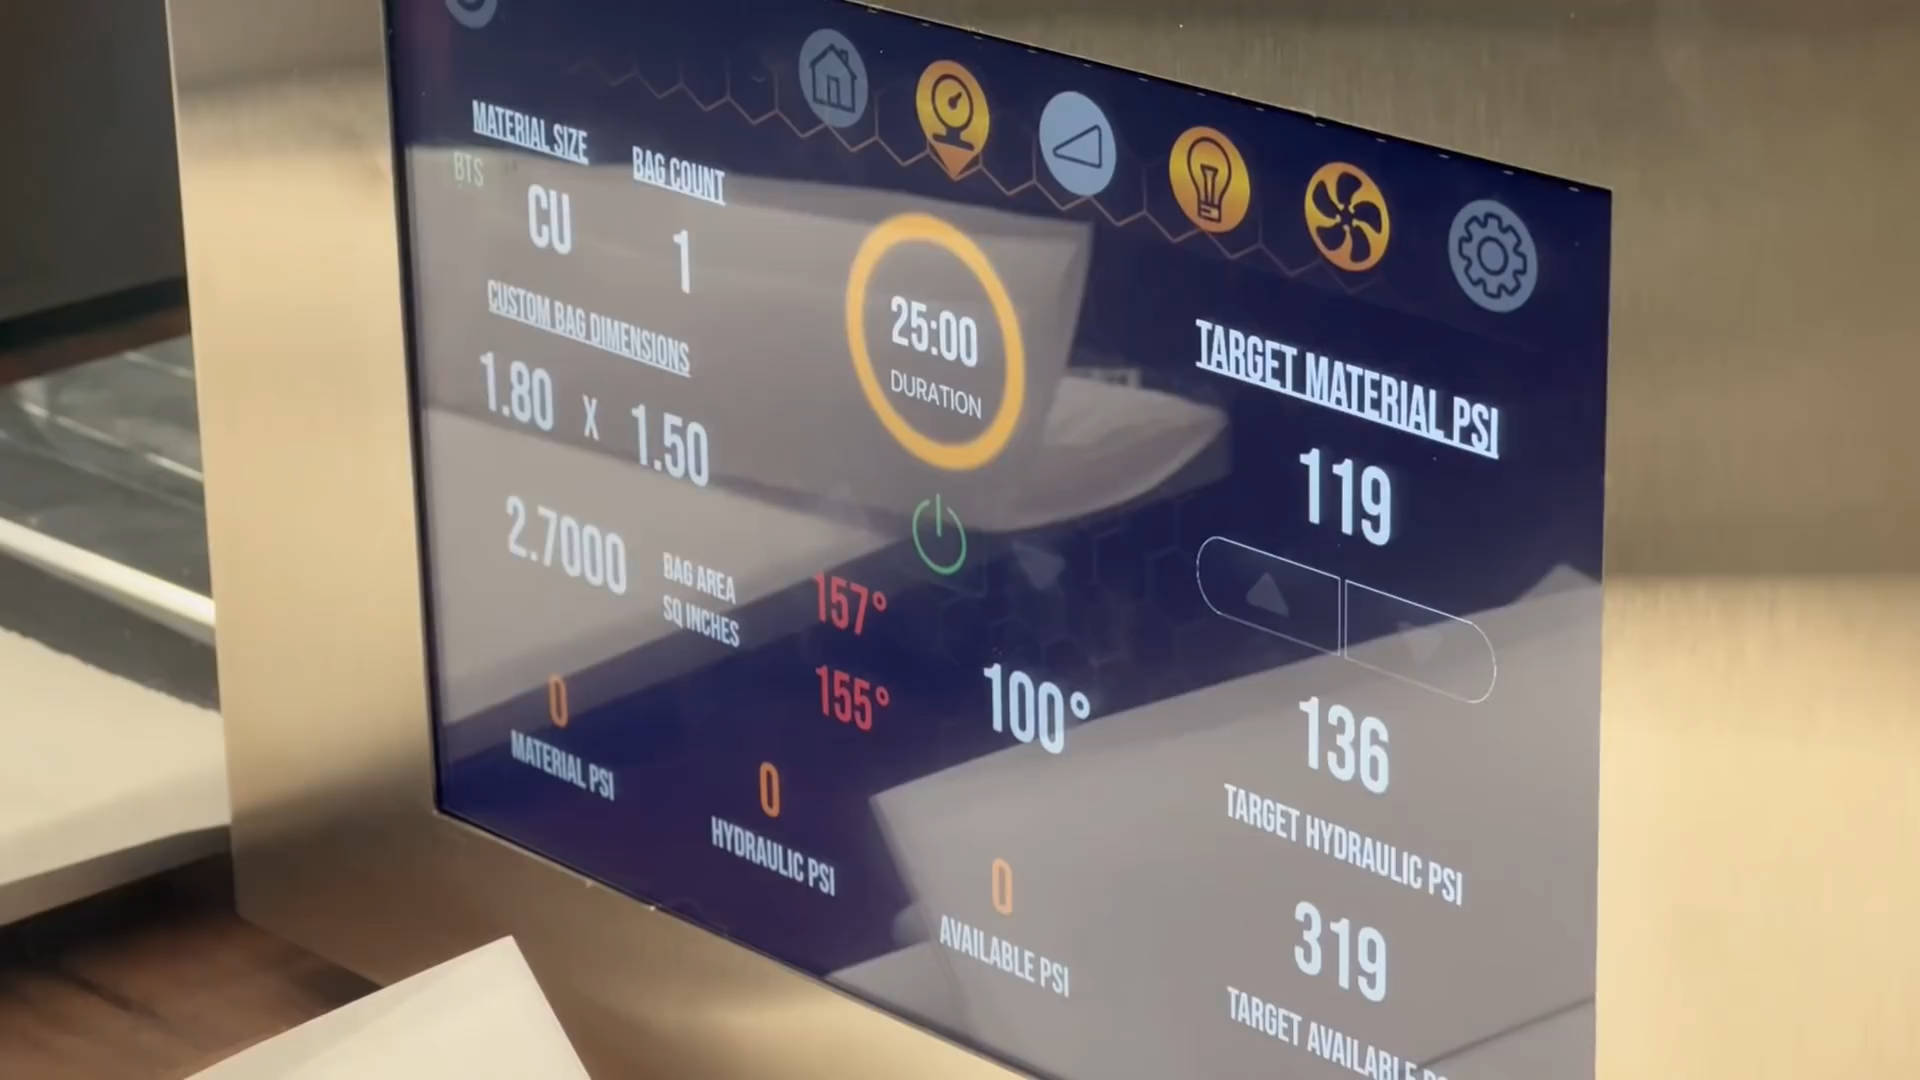 MATERIAL SIZE
BTS
CU
BAG COUNT
1
CUSTOM BAG DIMENSIONS
1.80 X 1.50
2.7000
BAG AREA
SQ INCHES
0
MATERIAL PSI
25:00
DURATION
157°
155°
100°
0
HYDRAULIC PSI
0
AVAILABLE PSI
TARGET MATERIAL PSI
119
136
TARGET HYDRAULIC PSI
319
TARGET AVAILABLE